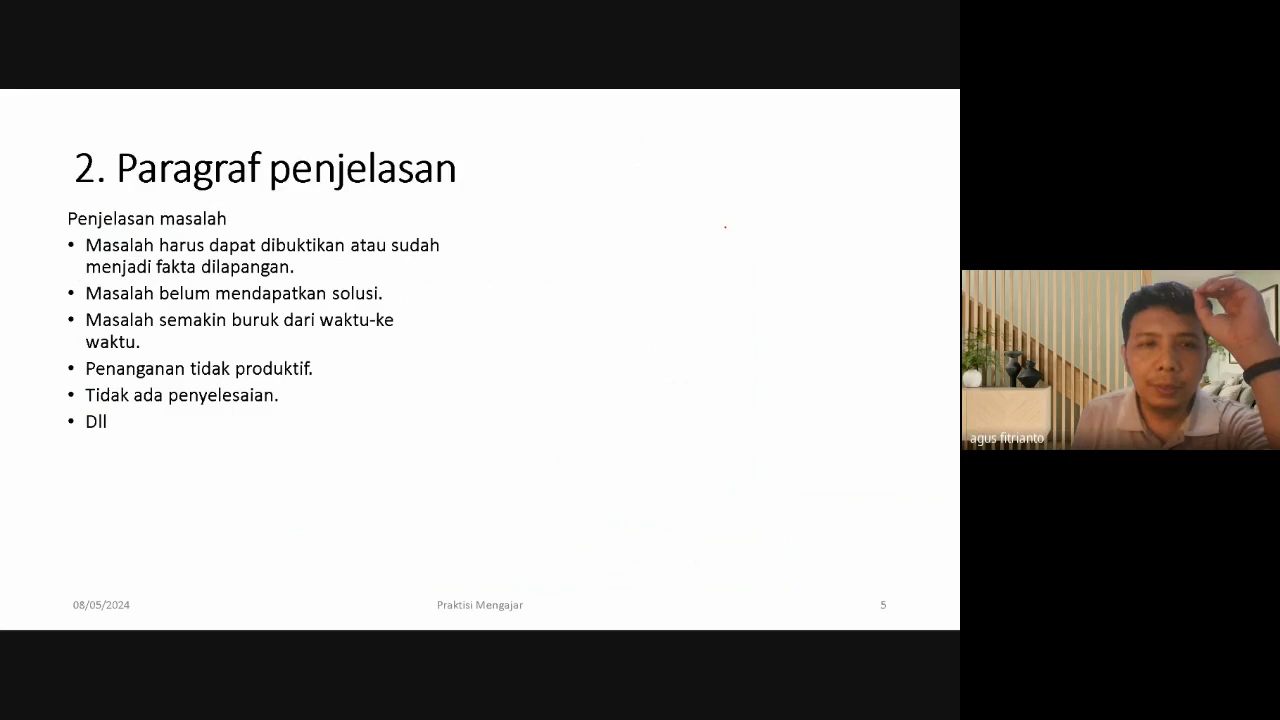 2. Paragraf penjelasan
Penjelasan masalah
• Masalah harus dapat dibuktikan atau sudah
menjadi fakta dilapangan.
• Masalah belum mendapatkan solusi.
• Masalah semakin buruk dari waktu-ke
waktu.
• Penanganan tidak produktif.
• Tidak ada penyelesaian.
• Dll
08/05/2024
Praktisi Mengajar
5
agus fitrianto